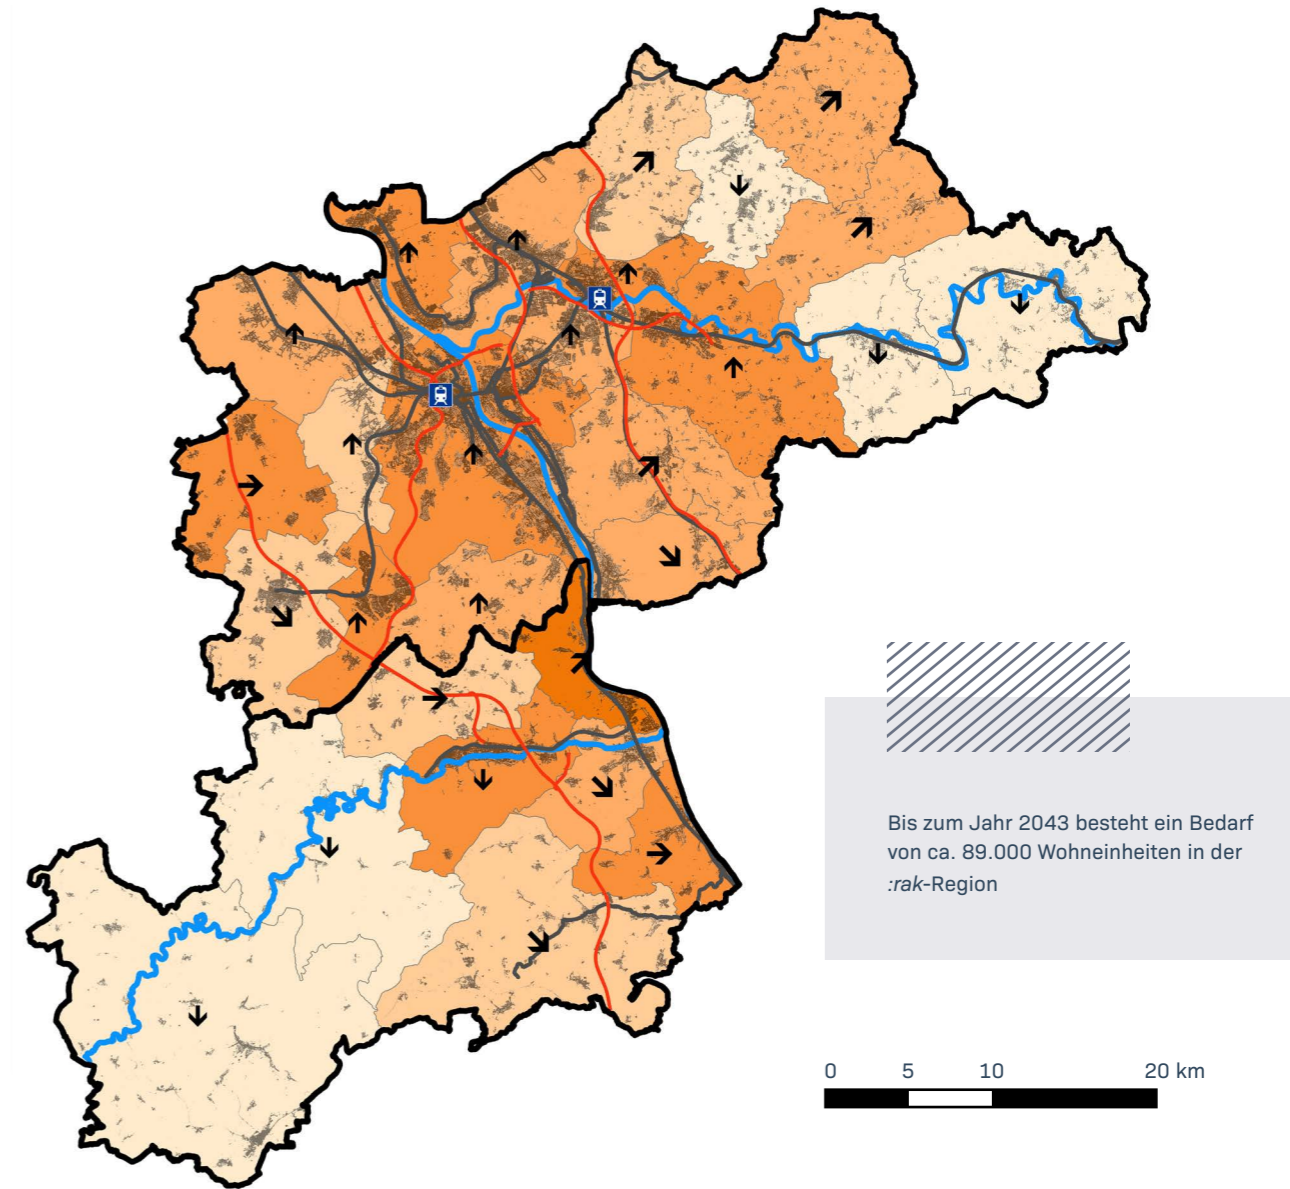 Bis zum Jahr 2043 besteht ein Bedarf
von ca. 89.000 Wohneinheiten in der
:rak-Region
0 5 10 20 km